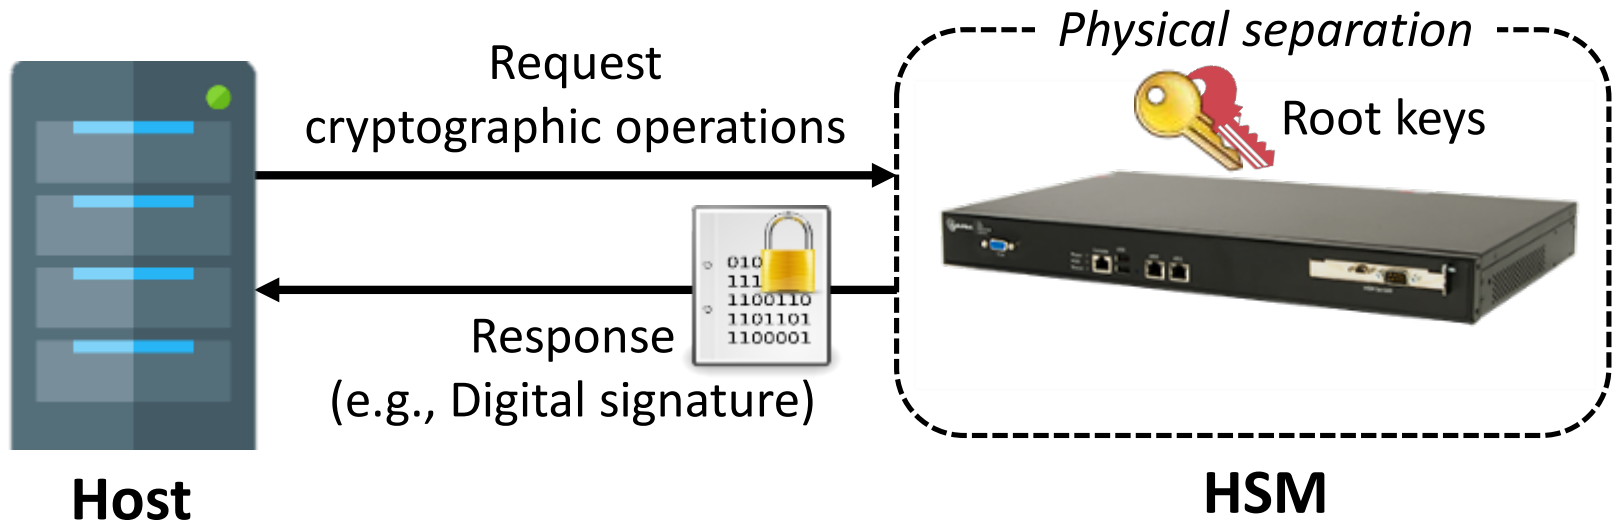 Physical separation
Request
cryptographic operations
Root keys
010
111
1100110
1101101
1100001
Response
(e.g., Digital signature)
Host
HSM